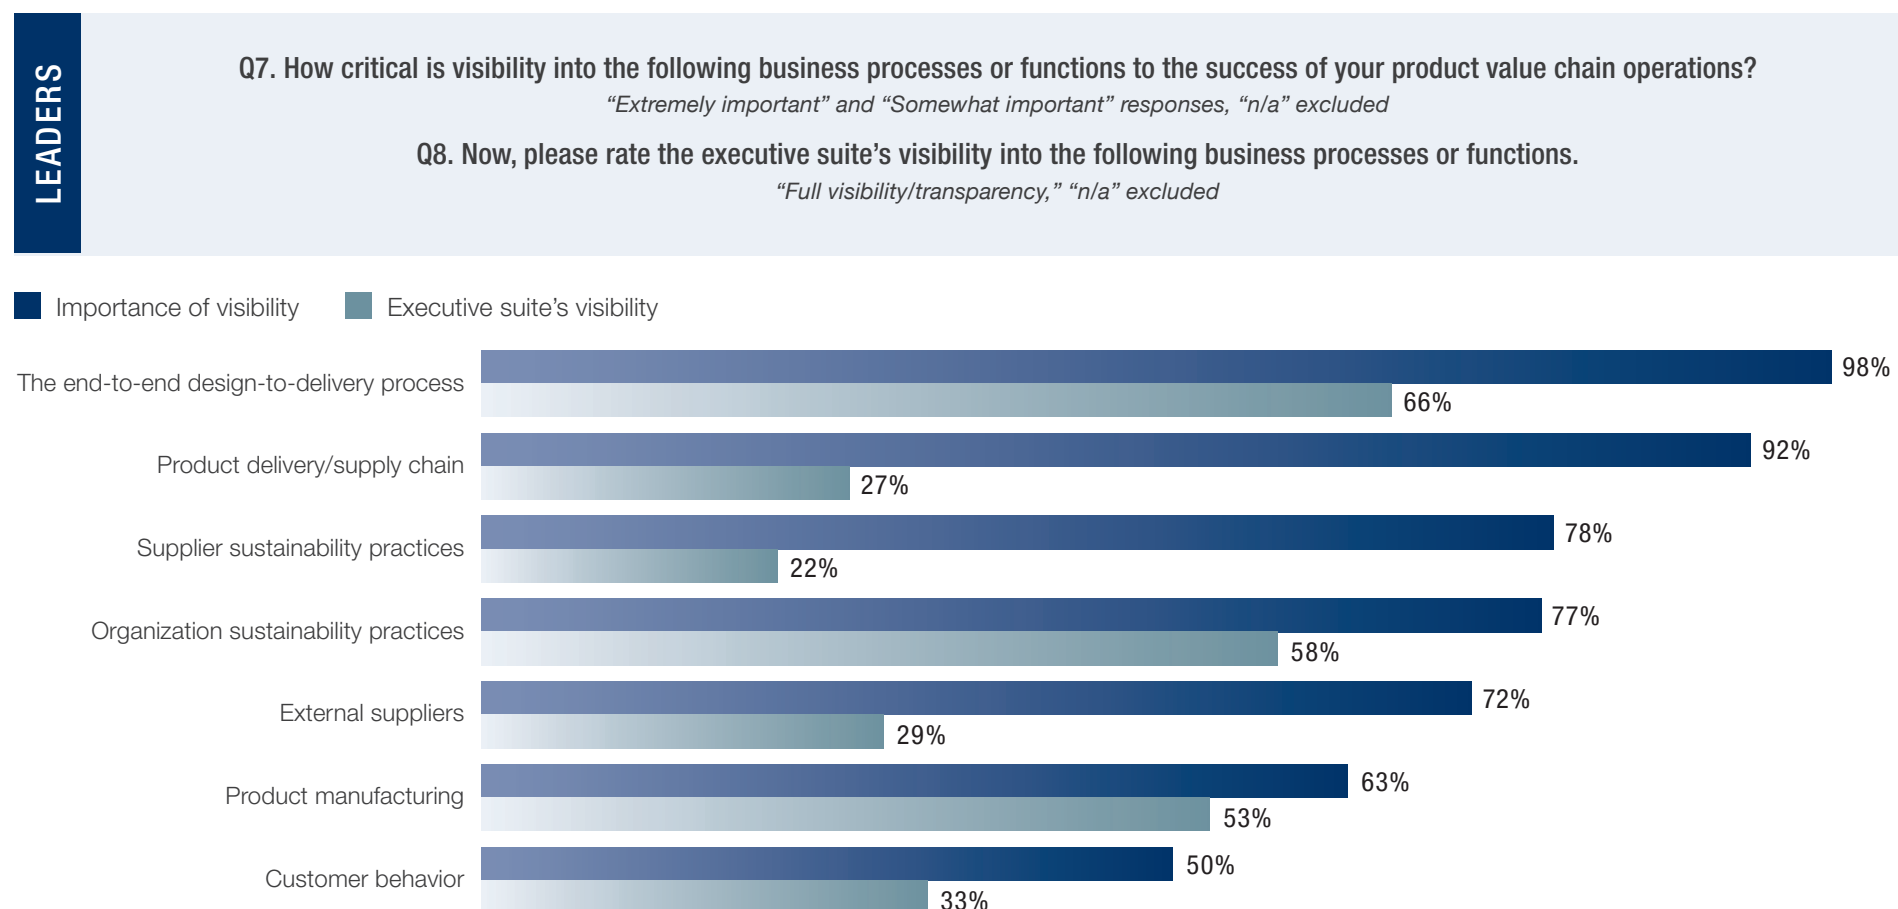 LEADERS
Q7. How critical is visibility into the following business processes or functions to the success of your product value chain operations?
“Extremely important” and “Somewhat important” responses, “n/a” excluded
Q8. Now, please rate the executive suite’s visibility into the following business processes or functions.
“Full visibility/transparency,” “n/a” excluded
Importance of visibility
Executive suite’s visibility
The end-to-end design-to-delivery process
98%
66%
Product delivery/supply chain
92%
27%
Supplier sustainability practices
78%
22%
Organization sustainability practices
77%
58%
External suppliers
72%
29%
Product manufacturing
63%
53%
Customer behavior
50%
33%